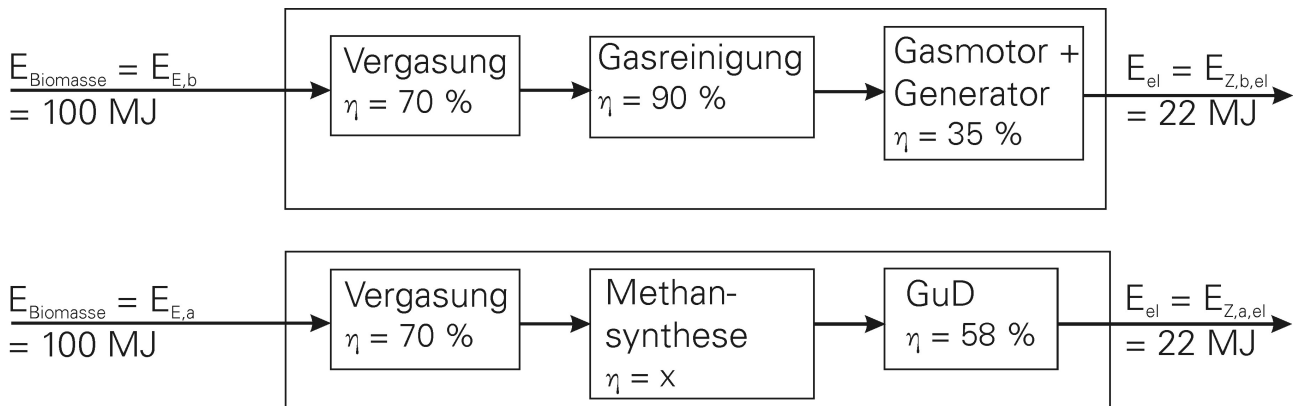 E_Biomasse = E_E,b
= 100 MJ
Vergasung
η = 70 %
Gasreinigung
η = 90 %
Gasmotor +
Generator
η = 35 %
E_el = E_Z,b,el
= 22 MJ
E_Biomasse = E_E,a
= 100 MJ
Vergasung
η = 70 %
Methan-
synthese
η = x
GuD
η = 58 %
E_el = E_Z,a,el
= 22 MJ